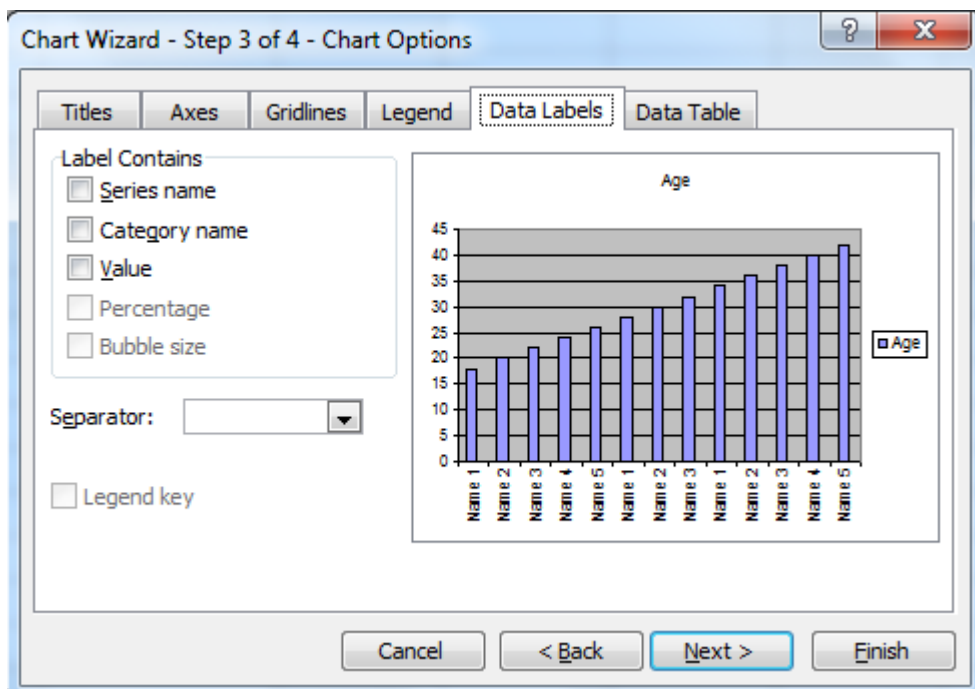 Chart Wizard - Step 3 of 4 - Chart Options
?
Titles Axes Gridlines Legend Data Labels Data Table
Label Contains
Series name
Category name
Value
Percentage
Bubble size
Separator:
Legend key
Age
45
40
35
30
25
20
15
10
5
0
Name 1 Name 2 Name 3 Name 4 Name 5 Name 1 Name 2 Name 3 Name 1 Name 2 Name 3 Name 4 Name 5
Age
Cancel < Back Next > Finish